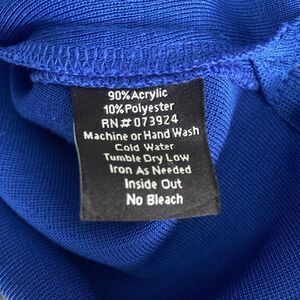 90% Acrylic
10% Polyester
RN# 073924
Machine or Hand Wash
Cold Water
Tumble Dry Low
Iron As Needed
Inside Out
No Bleach